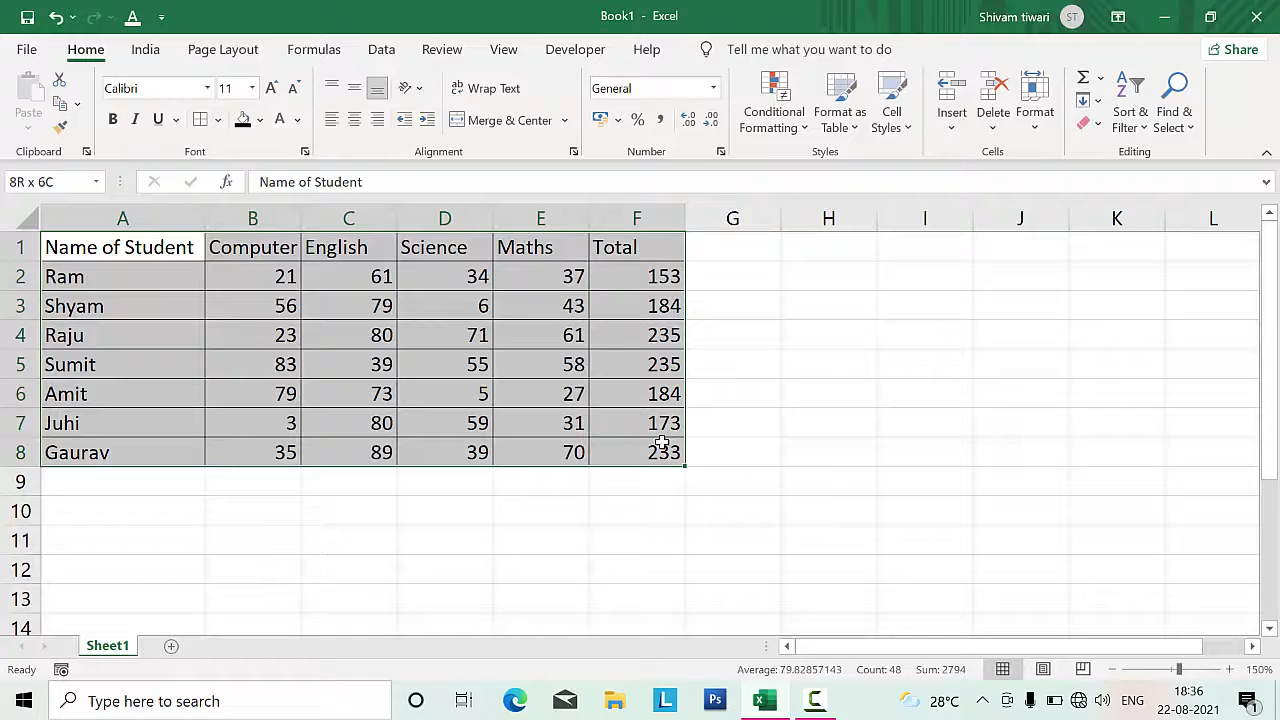 Book1 - Excel
Shivam tiwari ST
File Home India Page Layout Formulas Data Review View Developer Help Tell me what you want to do Share
Paste
Calibri 11
B I U
Wrap Text
Merge & Center
General
Conditional Formatting
Format as Table
Cell Styles
Insert Delete Format
Sort & Filter
Find & Select
Clipboard Font Alignment Number Styles Cells Editing
8R x 6C fx Name of Student
A B C D E F G H I J K L
1 Name of Student Computer English Science Maths Total
2 Ram 21 61 34 37 153
3 Shyam 56 79 6 43 184
4 Raju 23 80 71 61 235
5 Sumit 83 39 55 58 235
6 Amit 79 73 5 27 184
7 Juhi 3 80 59 31 173
8 Gaurav 35 89 39 70 233
9
10
11
12
13
14
Sheet1
Ready Average: 79.82857143 Count: 48 Sum: 2794 150%
Type here to search L Ps 28°C ENG 18:36
22-08-2021 1